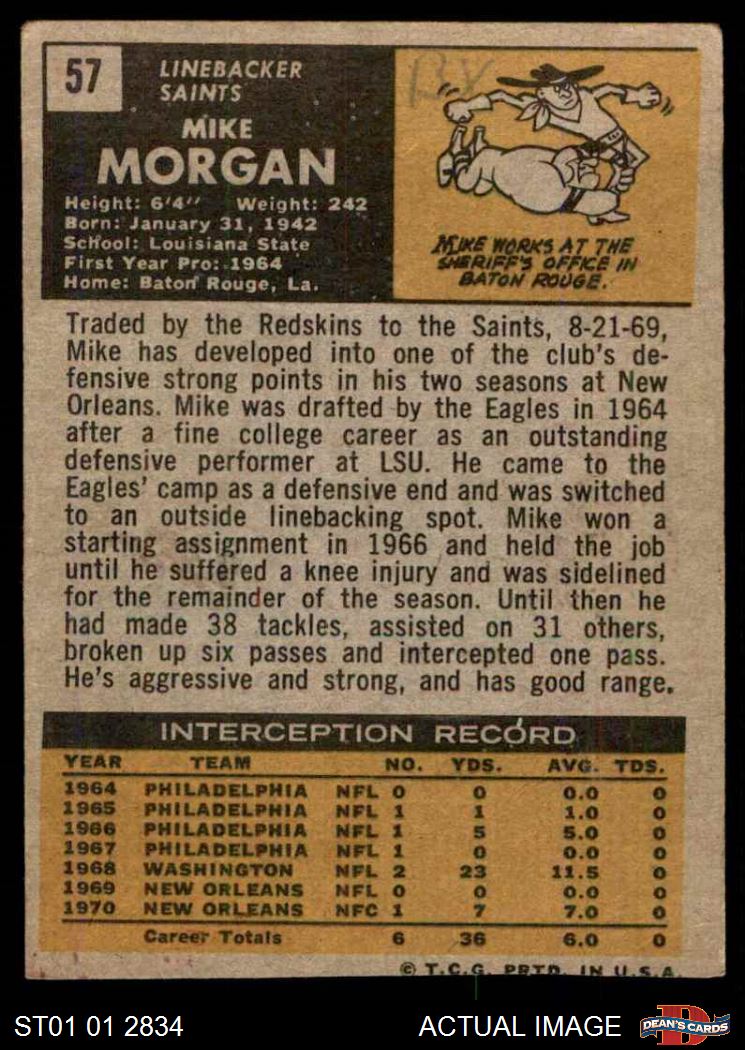 57
LINEBACKER
SAINTS
MIKE
MORGAN
Height: 6'4" Weight: 242
Born: January 31, 1942
School: Louisiana State
First Year Pro: 1964
Home: Baton Rouge, La.
MIKE WORKS AT THE
SHERIFF'S OFFICE IN
BATON ROUGE.
Traded by the Redskins to the Saints, 8-21-69,
Mike has developed into one of the club's de-
fensive strong points in his two seasons at New
Orleans. Mike was drafted by the Eagles in 1964
after a fine college career as an outstanding
defensive performer at LSU. He came to the
Eagles' camp as a defensive end and was switched
to an outside linebacking spot. Mike won a
starting assignment in 1966 and held the job
until he suffered a knee injury and was sidelined
for the remainder of the season. Until then he
had made 38 tackles, assisted on 31 others,
broken up six passes and intercepted one pass.
He's aggressive and strong, and has good range.
INTERCEPTION RECORD
YEAR TEAM NO. YDS. AVG. TDS.
1964 PHILADELPHIA NFL 0 0 0.0 0
1965 PHILADELPHIA NFL 1 1 1.0 0
1966 PHILADELPHIA NFL 1 5 5.0 0
1967 PHILADELPHIA NFL 1 0 0.0 0
1968 WASHINGTON NFL 2 23 11.5 0
1969 NEW ORLEANS NFL 0 0 0.0 0
1970 NEW ORLEANS NFC 1 7 7.0 0
Career Totals 6 36 6.0 0
© T.C.G. PRTD. IN U.S.A.
ST01 01 2834
ACTUAL IMAGE
DEAN'S CARDS